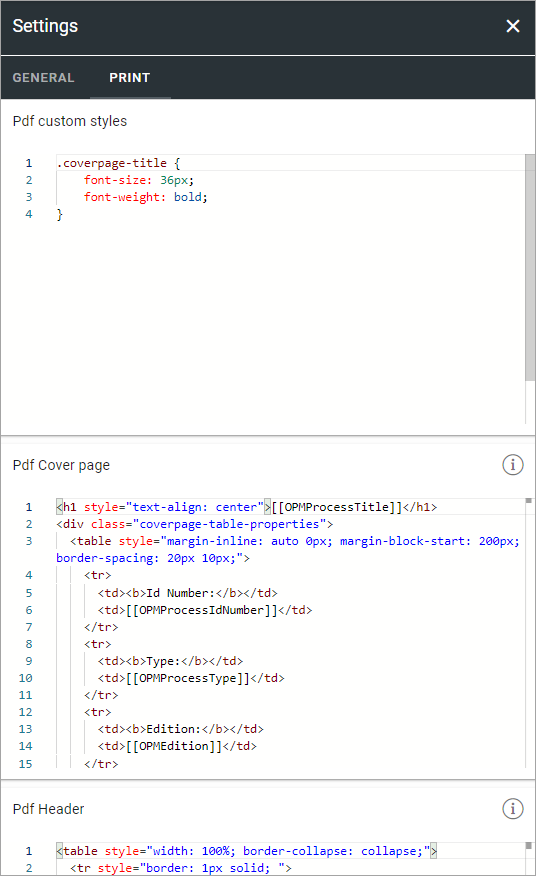 Settings
GENERAL PRINT
Pdf custom styles
1 .coverpage-title {
2     font-size: 36px;
3     font-weight: bold;
4 }
Pdf Cover page
1 <h1 style="text-align: center">[[OPMProcessTitle]]</h1>
2 <div class="coverpage-table-properties">
3   <table style="margin-inline: auto 0px; margin-block-start: 200px;
border-spacing: 20px 10px;">
4     <tr>
5       <td><b>Id Number:</b></td>
6       <td>[[OPMProcessIdNumber]]</td>
7     </tr>
8     <tr>
9       <td><b>Type:</b></td>
10       <td>[[OPMProcessType]]</td>
11     </tr>
12     <tr>
13       <td><b>Edition:</b></td>
14       <td>[[OPMEdition]]</td>
15     </tr>
Pdf Header
1 <table style="width: 100%; border-collapse: collapse;">
2   <tr style="border: 1px solid; ">